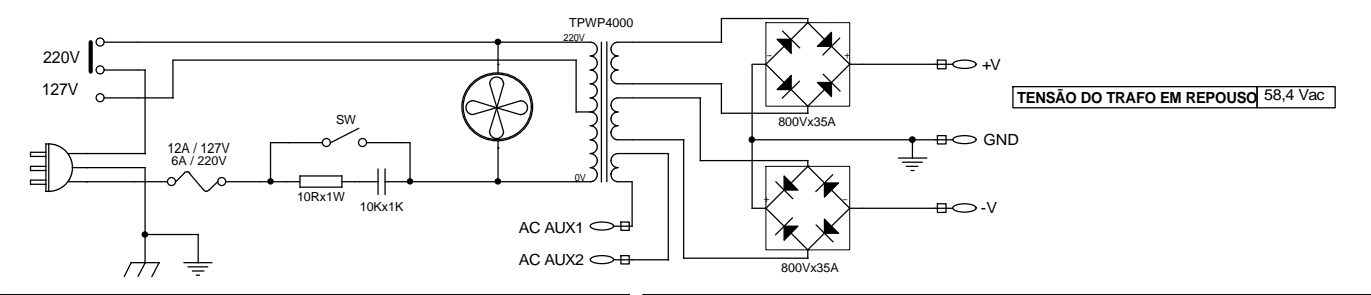 TPWP4000
220V
220V
127V
12A / 127V
6A / 220V
SW
10Rx1W
10Kx1K
0V
AC AUX1
AC AUX2
- +
800Vx35A
+V
GND
+ -
800Vx35A
-V
TENSÃO DO TRAFO EM REPOUSO 58,4 Vac